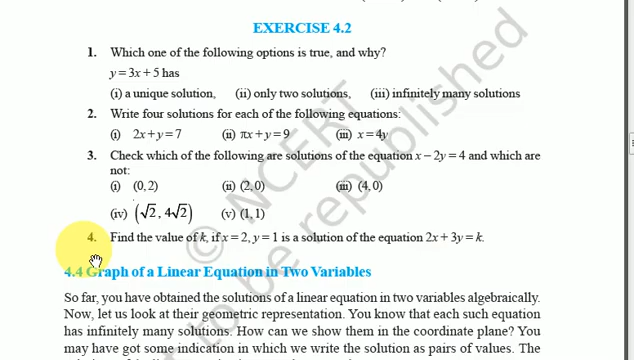 EXERCISE 4.2
1. Which one of the following options is true, and why?
y = 3x + 5 has
(i) a unique solution, (ii) only two solutions, (iii) infinitely many solutions
2. Write four solutions for each of the following equations:
(i) 2x + y = 7 (ii) πx + y = 9 (iii) x = 4y
3. Check which of the following are solutions of the equation x – 2y = 4 and which are
not:
(i) (0, 2) (ii) (2, 0) (iii) (4, 0)
(iv) (√2, 4√2) (v) (1, 1)
4. Find the value of k, if x = 2, y = 1 is a solution of the equation 2x + 3y = k.
4.4 Graph of a Linear Equation in Two Variables
So far, you have obtained the solutions of a linear equation in two variables algebraically.
Now, let us look at their geometric representation. You know that each such equation
has infinitely many solutions. How can we show them in the coordinate plane? You
may have got some indication in which we write the solution as pairs of values. The
© NCERT
to be republished